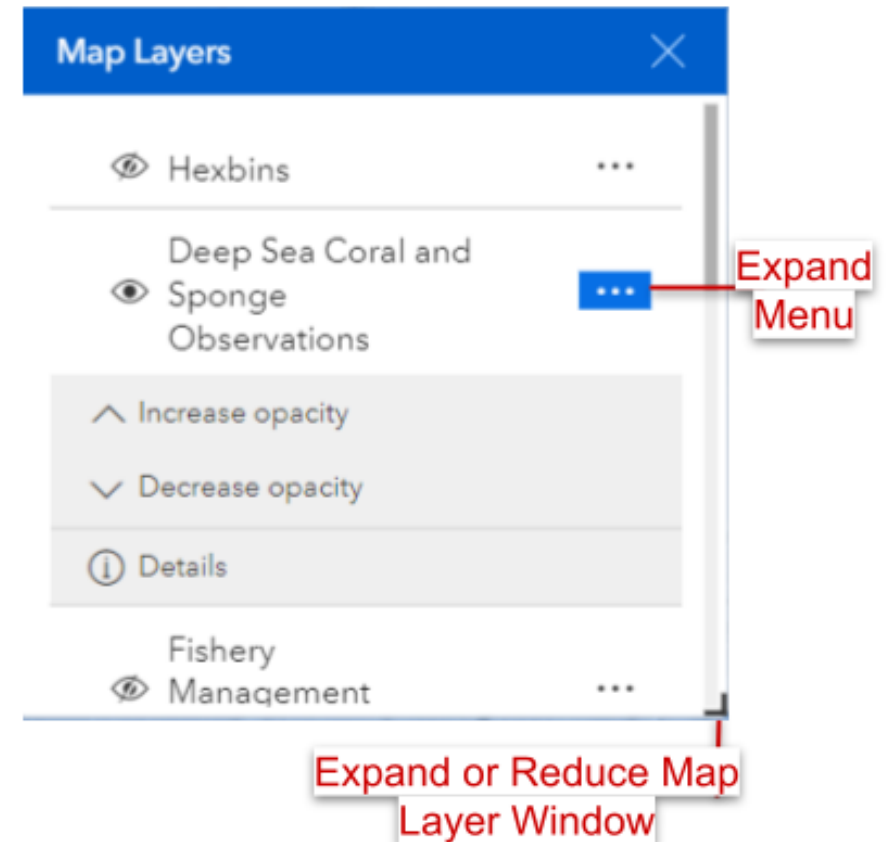 Map Layers
Hexbins
Deep Sea Coral and
Sponge
Observations
Expand
Menu
Increase opacity
Decrease opacity
Details
Fishery
Management
Expand or Reduce Map
Layer Window